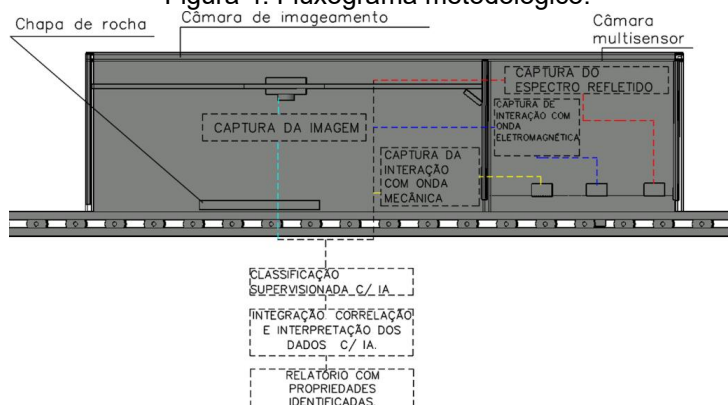 Figura 4. Fluxograma metodológico.
Chapa de rocha
Câmara de imageamento
Câmara
multisensor
CAPTURA DO
ESPECTRO REFLETIDO
CAPTURA DA IMAGEM
CAPTURA DE
INTERAÇÃO COM
ONDA
ELETROMAGNÉTICA
CAPTURA DA
INTERAÇÃO
COM ONDA
MECÂNICA
CLASSIFICAÇÃO
SUPERVISIONADA C/ IA
INTEGRAÇÃO CORRELAÇÃO
E INTERPRETAÇÃO DOS
DADOS C/ IA.
RELATÓRIO COM
PROPRIEDADES
IDENTIFICADAS.